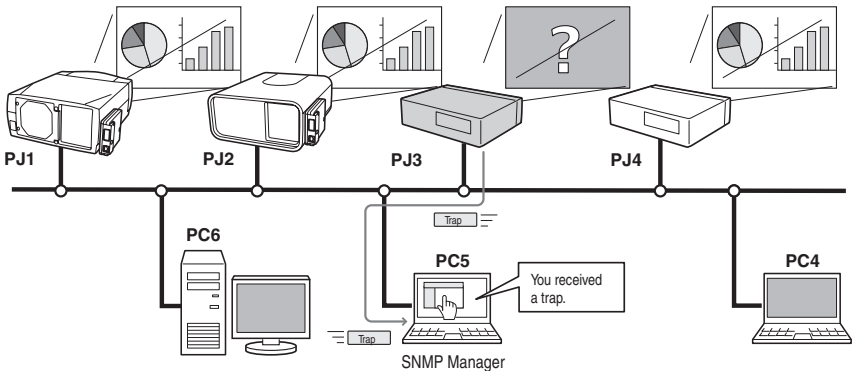 ?
PJ1
PJ2
PJ3
PJ4
Trap
PC6
PC5
PC4
You received
a trap.
Trap
SNMP Manager